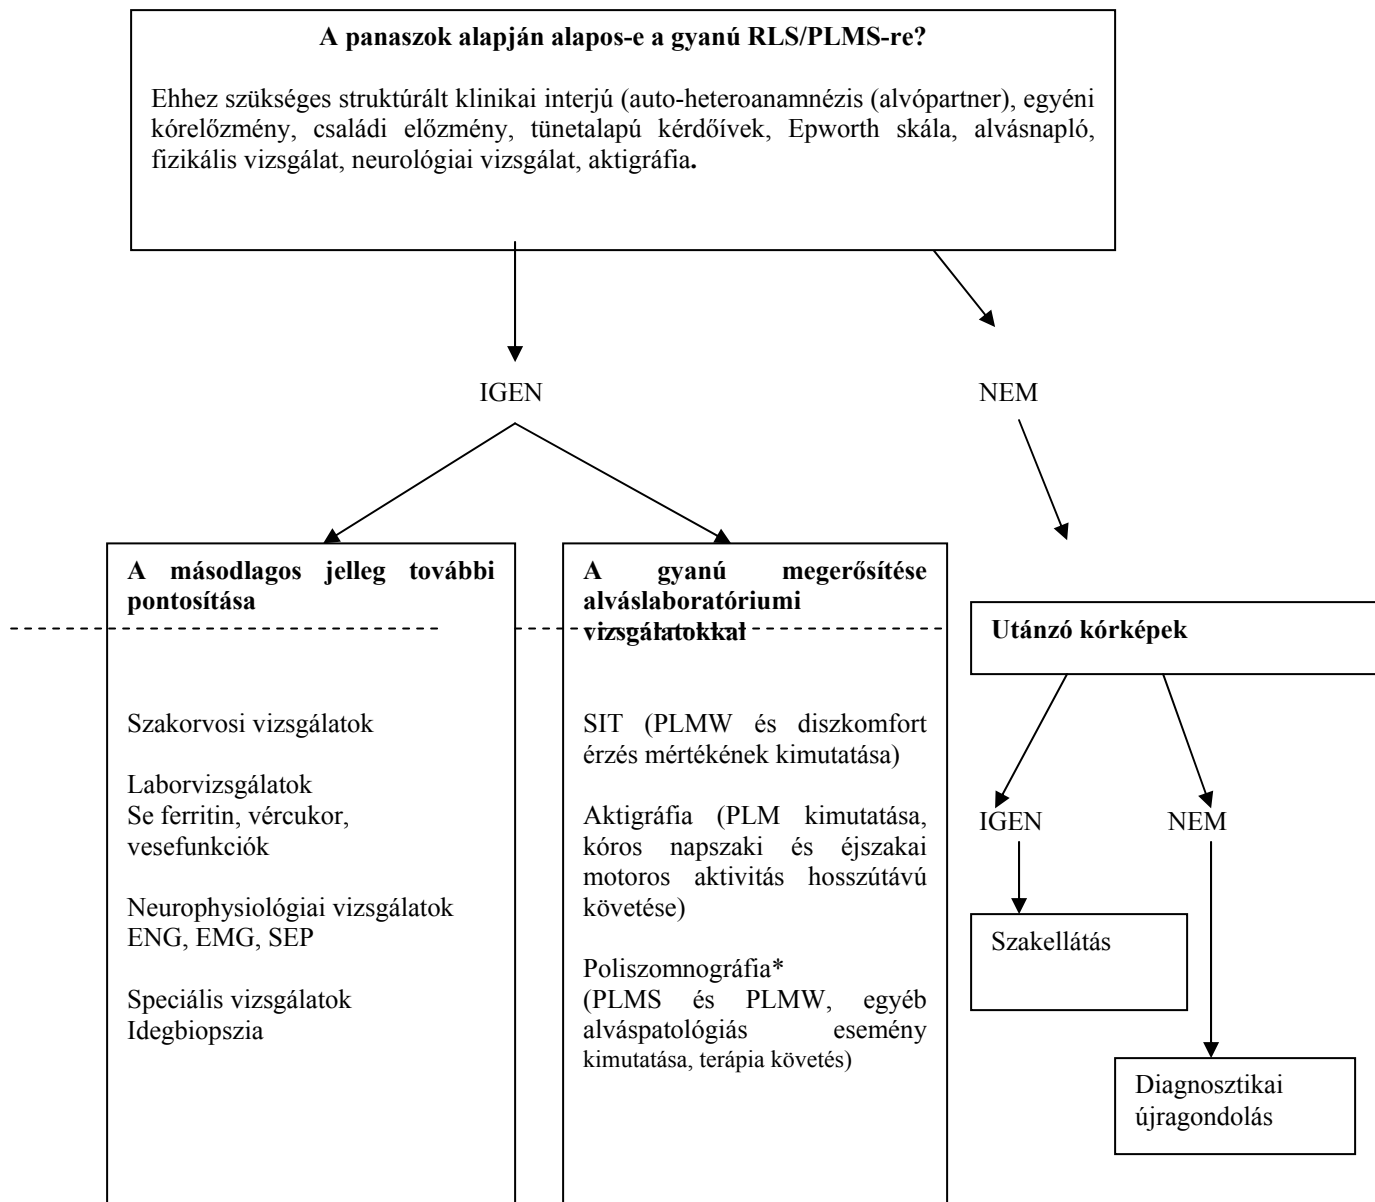 A panaszok alapján alapos-e a gyanú RLS/PLMS-re?
Ehhez szükséges struktúrált klinikai interjú (auto-heteroanamnézis (alvópartner), egyéni
kórelőzmény, családi előzmény, tünetalapú kérdőívek, Epworth skála, alvásnapló,
fizikális vizsgálat, neurológiai vizsgálat, aktigráfia.
IGEN
NEM
A másodlagos jelleg további
pontosítása
Szakorvosi vizsgálatok
Laborvizsgálatok
Se ferritin, vércukor,
vesefunkciók
Neurophysiológiai vizsgálatok
ENG, EMG, SEP
Speciális vizsgálatok
Idegbiopszia
A gyanú megerősítése
alváslaboratóriumi
vizsgálatokkal
SIT (PLMW és diszkomfort
érzés mértékének kimutatása)
Aktigráfia (PLM kimutatása,
kóros napszaki és éjszakai
motoros aktivitás hosszútávú
követése)
Poliszomnográfia*
(PLMS és PLMW, egyéb
alváspatológiás esemény
kimutatása, terápia követés)
Utánzó kórképek
IGEN
NEM
Szakellátás
Diagnosztikai
újragondolás